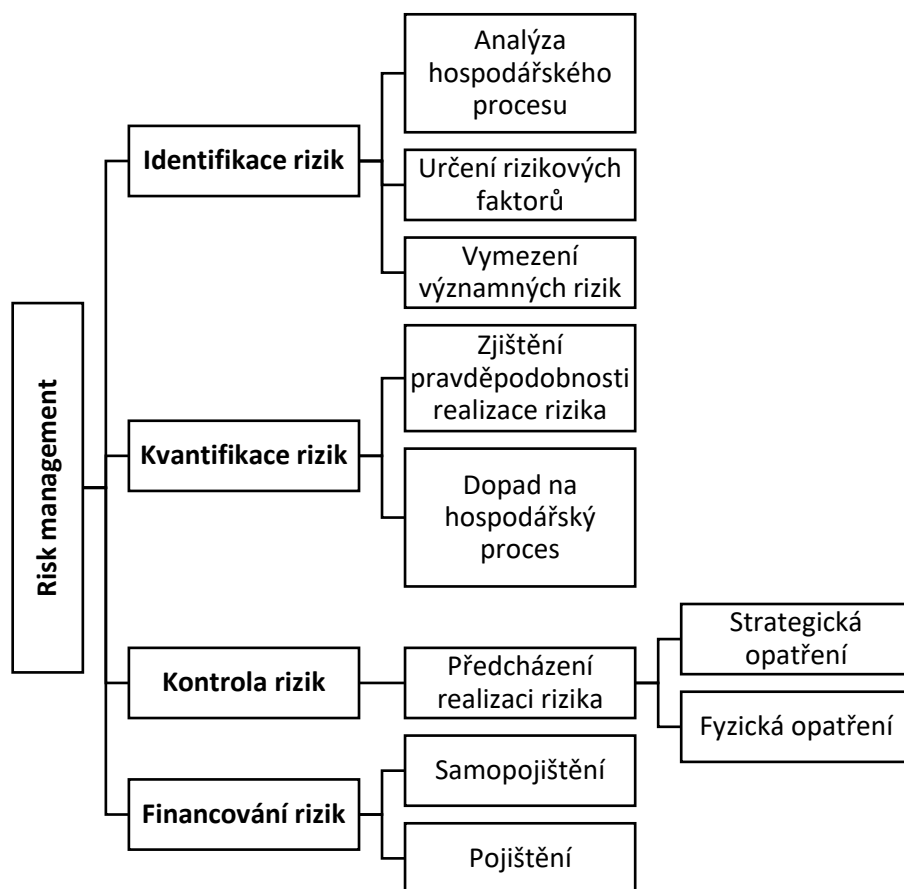 Risk management
Identifikace rizik
Analýza
hospodářského
procesu
Určení rizikových
faktorů
Vymezení
významných rizik
Kvantifikace rizik
Zjištění
pravděpodobnosti
realizace rizika
Dopad na
hospodářský
proces
Kontrola rizik
Předcházení
realizaci rizika
Strategická
opatření
Fyzická opatření
Financování rizik
Samopojištění
Pojištění